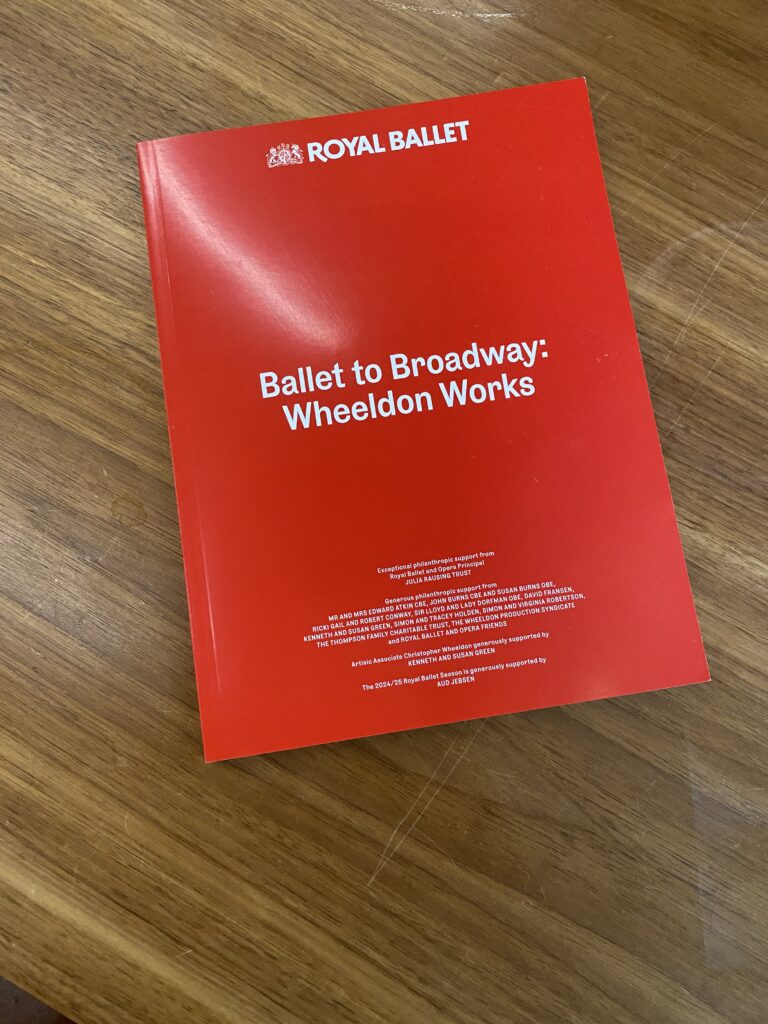 ROYAL BALLET
Ballet to Broadway:
Wheeldon Works
Exceptional philanthropic support from
Royal Ballet and Opera Principal
JULIA RAUSING TRUST
Generous philanthropic support from
MR AND MRS EDWARD ATKIN CBE, JOHN BURNS CBE AND SUSAN BURNS OBE,
RICKI GAIL AND ROBERT CONWAY, SIR LLOYD AND LADY DORFMAN OBE, DAVID FRANSEN,
KENNETH AND SUSAN GREEN, SIMON AND TRACEY HOLDEN, SIMON AND VIRGINIA ROBERTSON,
THE THOMPSON FAMILY CHARITABLE TRUST, THE WHEELDON PRODUCTION SYNDICATE
and ROYAL BALLET AND OPERA FRIENDS
Artisic Associate Christopher Wheeldon generously supported by
KENNETH AND SUSAN GREEN
The 2024/25 Royal Ballet Season is generously supported by
AUD JEBSEN